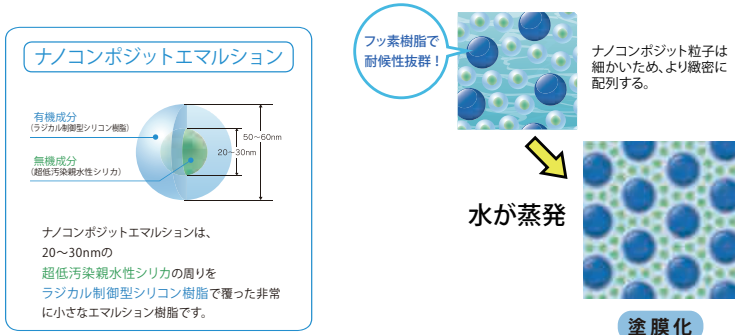 ナノコンポジットエマルション
有機成分
(ラジカル制御型シリコン樹脂)
無機成分
(超低汚染親水性シリカ)
50〜60nm
20〜30nm
ナノコンポジットエマルションは、
20〜30nmの
超低汚染親水性シリカの周りを
ラジカル制御型シリコン樹脂で覆った非常
に小さなエマルション樹脂です。
フッ素樹脂で
耐候性抜群！
ナノコンポジット粒子は
細かいため、より緻密に
配列する。
水が蒸発
塗膜化